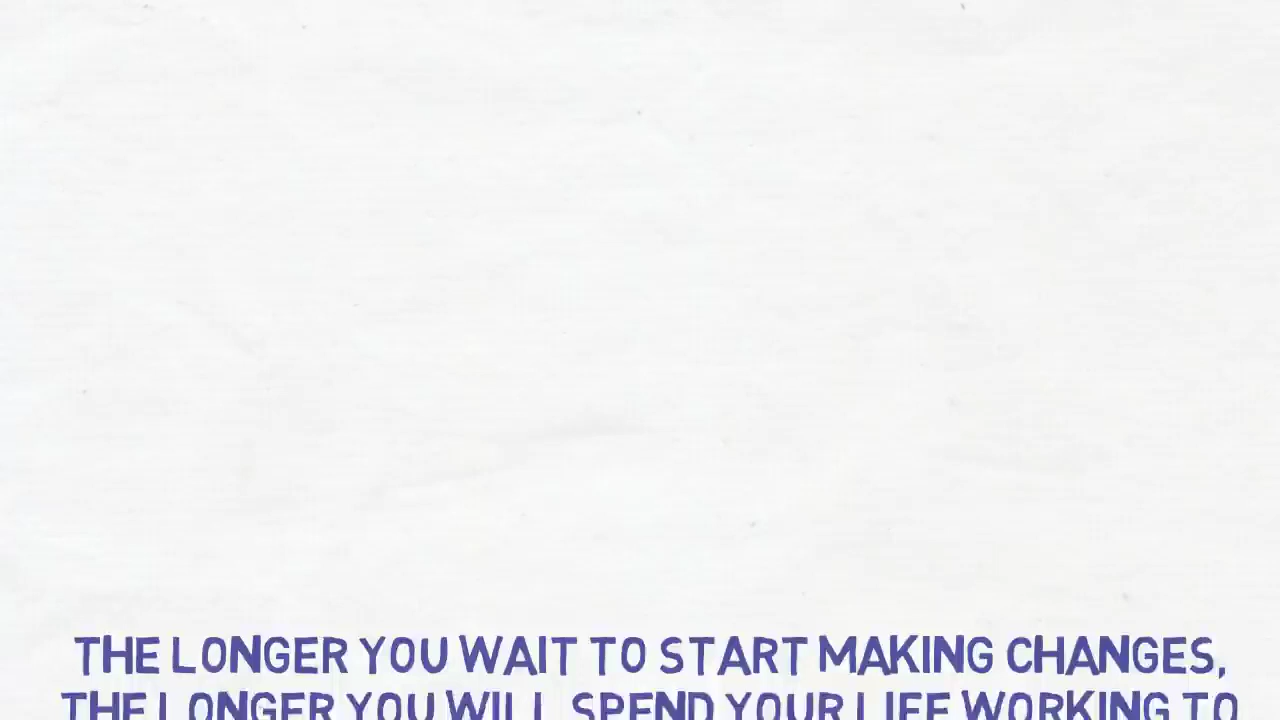 THE LONGER YOU WAIT TO START MAKING CHANGES,
THE LONGER YOU WILL SPEND YOUR LIFE WORKING TO